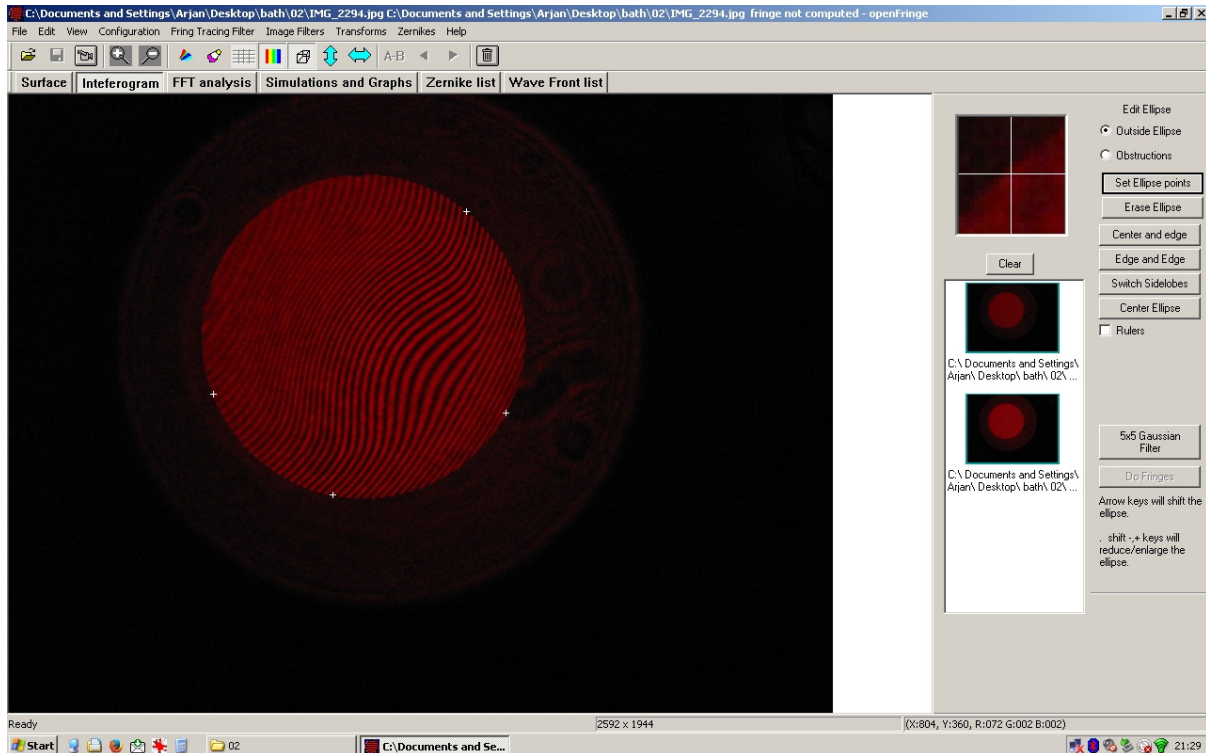 C:\Documents and Settings\Arjan\Desktop\bath\02\IMG_2294.jpg C:\Documents and Settings\Arjan\Desktop\bath\02\IMG_2294.jpg fringe not computed - openFringe
File Edit View Configuration Fring Tracing Filter Image Filters Transforms Zernikes Help
A-B
Surface Inteferogram FFT analysis Simulations and Graphs Zernike list Wave Front list
Edit Ellipse
Outside Ellipse
Obstructions
Set Ellipse points
Erase Ellipse
Center and edge
Edge and Edge
Switch Sidelobes
Center Ellipse
Rulers
Clear
C:\ Documents and Settings\
Arjan\ Desktop\ bath\ 02\ ...
C:\ Documents and Settings\
Arjan\ Desktop\ bath\ 02\ ...
5x5 Gaussian
Filter
Do Fringes
Arrow keys will shift the
ellipse.
. shift -,+ keys will
reduce/enlarge the
ellipse.
Ready
2592 x 1944
(X:804, Y:360, R:072 G:002 B:002)
Start
02
C:\Documents and Se...
21:29